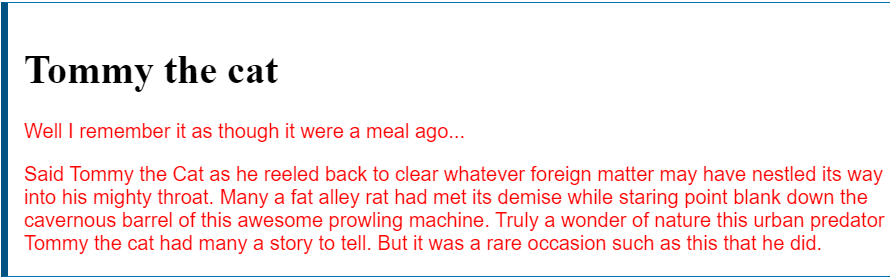 Tommy the cat
Well I remember it as though it were a meal ago...
Said Tommy the Cat as he reeled back to clear whatever foreign matter may have nestled its way
into his mighty throat. Many a fat alley rat had met its demise while staring point blank down the
cavernous barrel of this awesome prowling machine. Truly a wonder of nature this urban predator
Tommy the cat had many a story to tell. But it was a rare occasion such as this that he did.